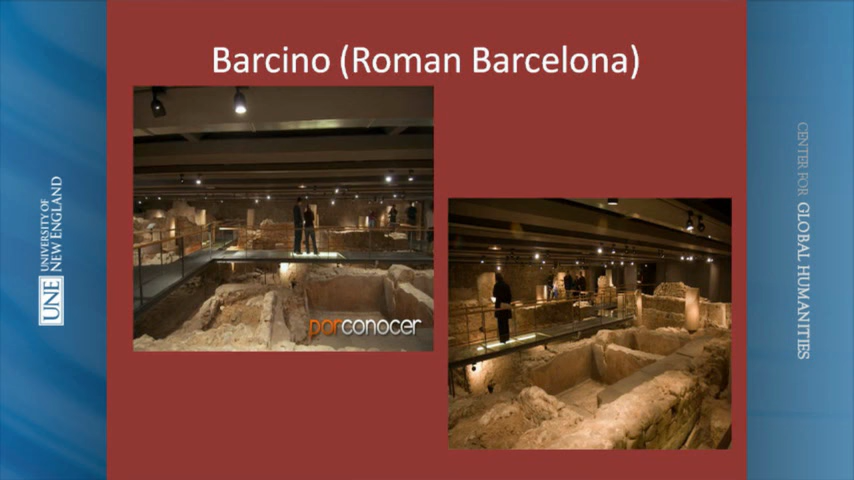 Barcino (Roman Barcelona)
porconocer
UNE UNIVERSITY OF
NEW ENGLAND
CENTER FOR GLOBAL HUMANITIES